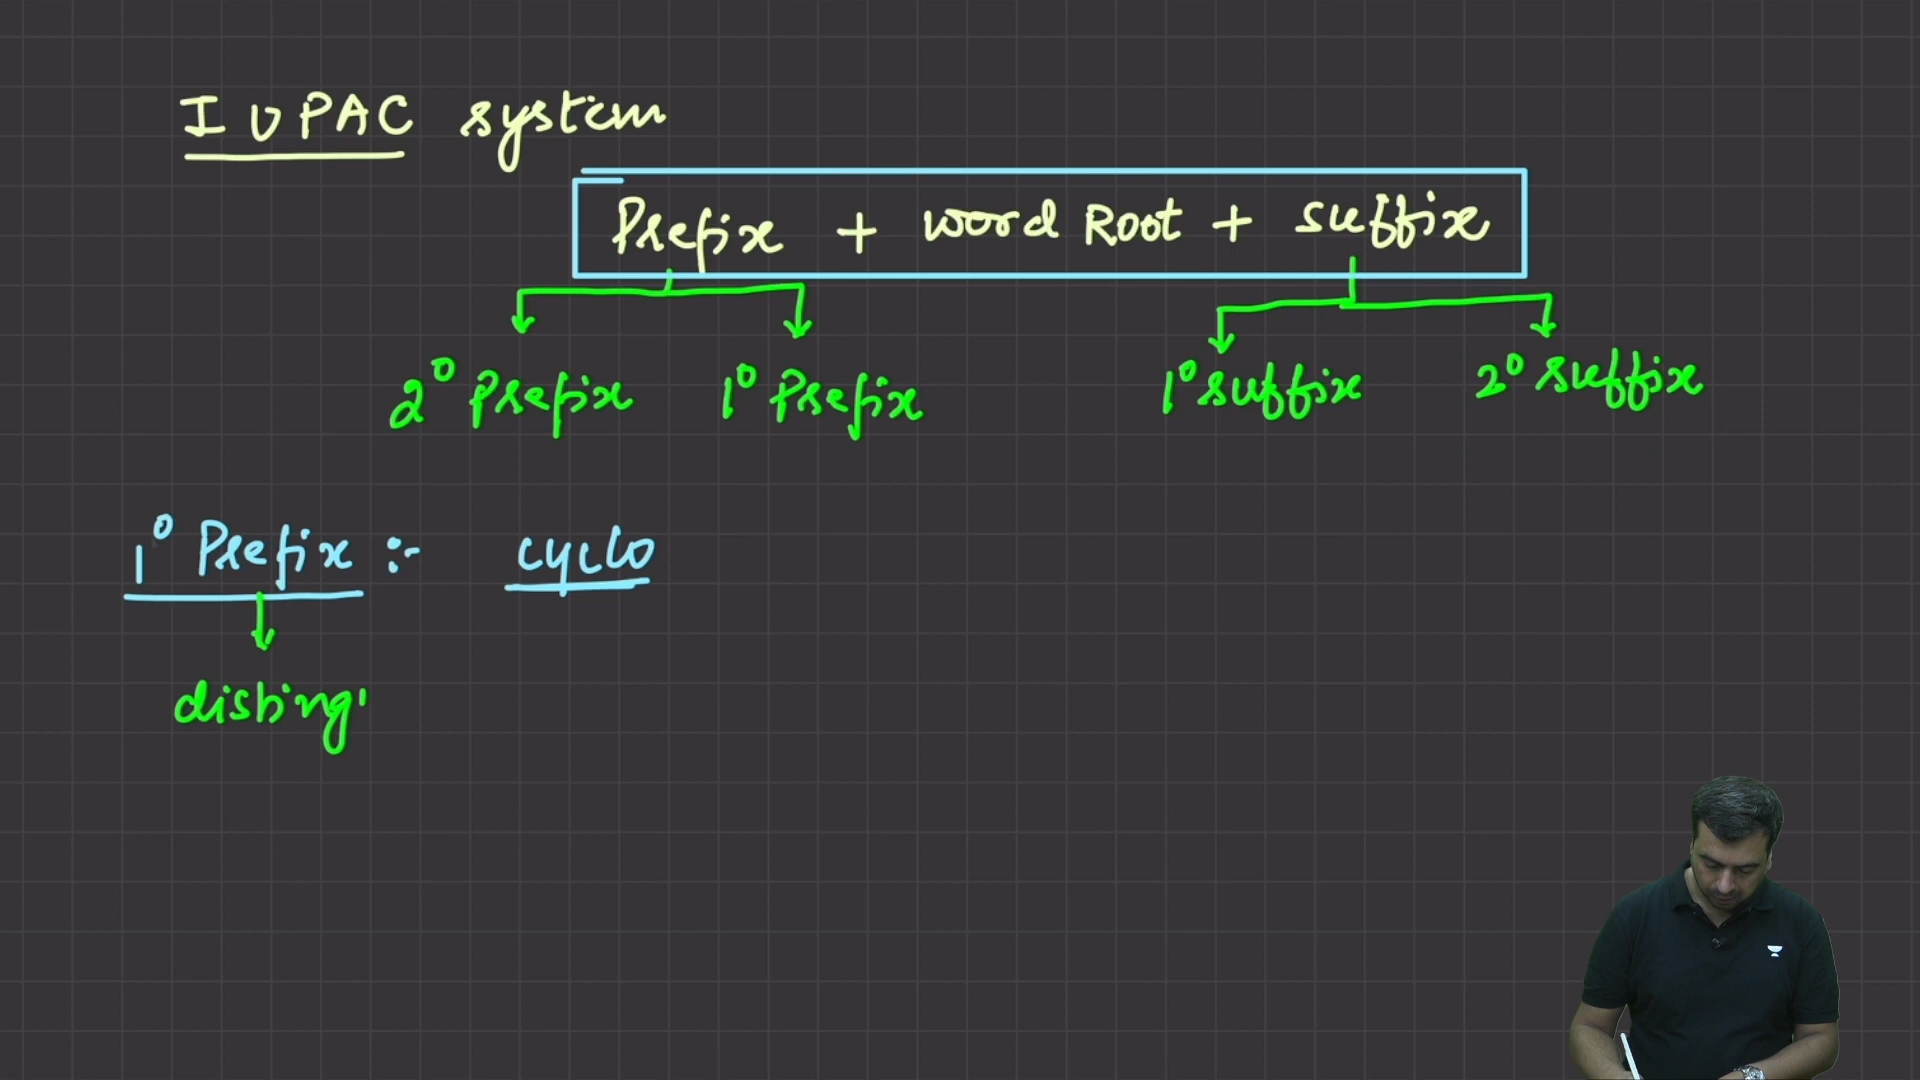 IUPAC system
Prefix + word Root + suffix
2° Prefix 1° Prefix 1° suffix 2° suffix
1° Prefix :- cyclo
disting